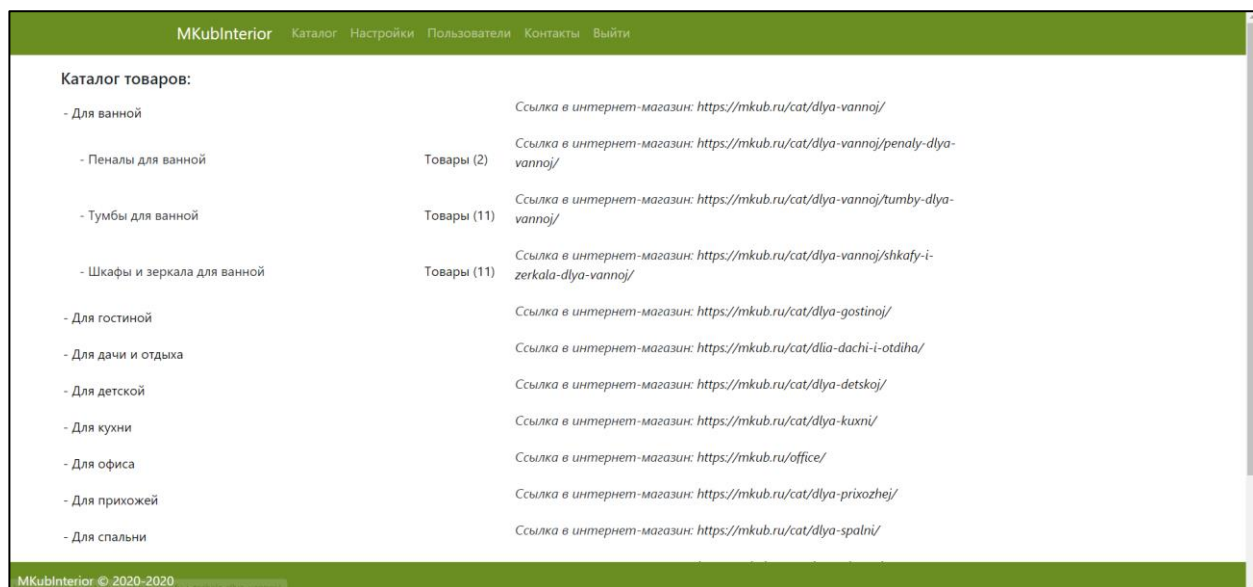 MKubInterior Каталог Настройки Пользователи Контакты Выйти
Каталог товаров:
- Для ванной Ссылка в интернет-магазин: https://mkub.ru/cat/dlya-vannoj/
- Пеналы для ванной Товары (2) Ссылка в интернет-магазин: https://mkub.ru/cat/dlya-vannoj/penaly-dlya-
vannoj/
- Тумбы для ванной Товары (11) Ссылка в интернет-магазин: https://mkub.ru/cat/dlya-vannoj/tumby-dlya-
vannoj/
- Шкафы и зеркала для ванной Товары (11) Ссылка в интернет-магазин: https://mkub.ru/cat/dlya-vannoj/shkafy-i-
zerkala-dlya-vannoj/
- Для гостиной Ссылка в интернет-магазин: https://mkub.ru/cat/dlya-gostinoj/
- Для дачи и отдыха Ссылка в интернет-магазин: https://mkub.ru/cat/dlia-dachi-i-otdiha/
- Для детской Ссылка в интернет-магазин: https://mkub.ru/cat/dlya-detskoj/
- Для кухни Ссылка в интернет-магазин: https://mkub.ru/cat/dlya-kuxni/
- Для офиса Ссылка в интернет-магазин: https://mkub.ru/office/
- Для прихожей Ссылка в интернет-магазин: https://mkub.ru/cat/dlya-prixozhej/
- Для спальни Ссылка в интернет-магазин: https://mkub.ru/cat/dlya-spalni/
MKubInterior © 2020-2020